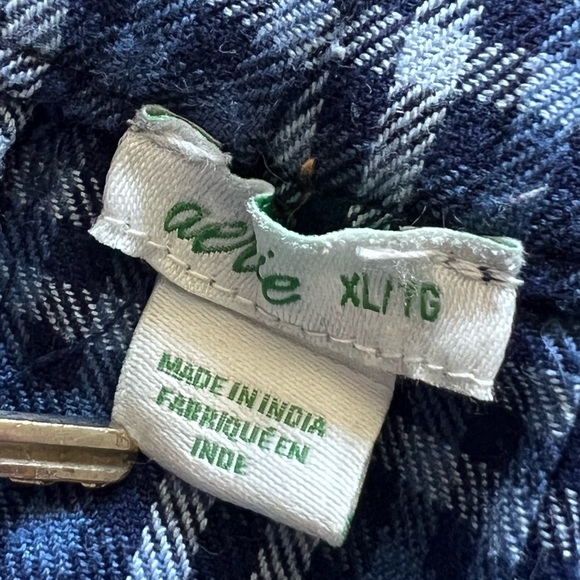 aerie XL/TG
MADE IN INDIA
FABRIQUÉ EN
INDE